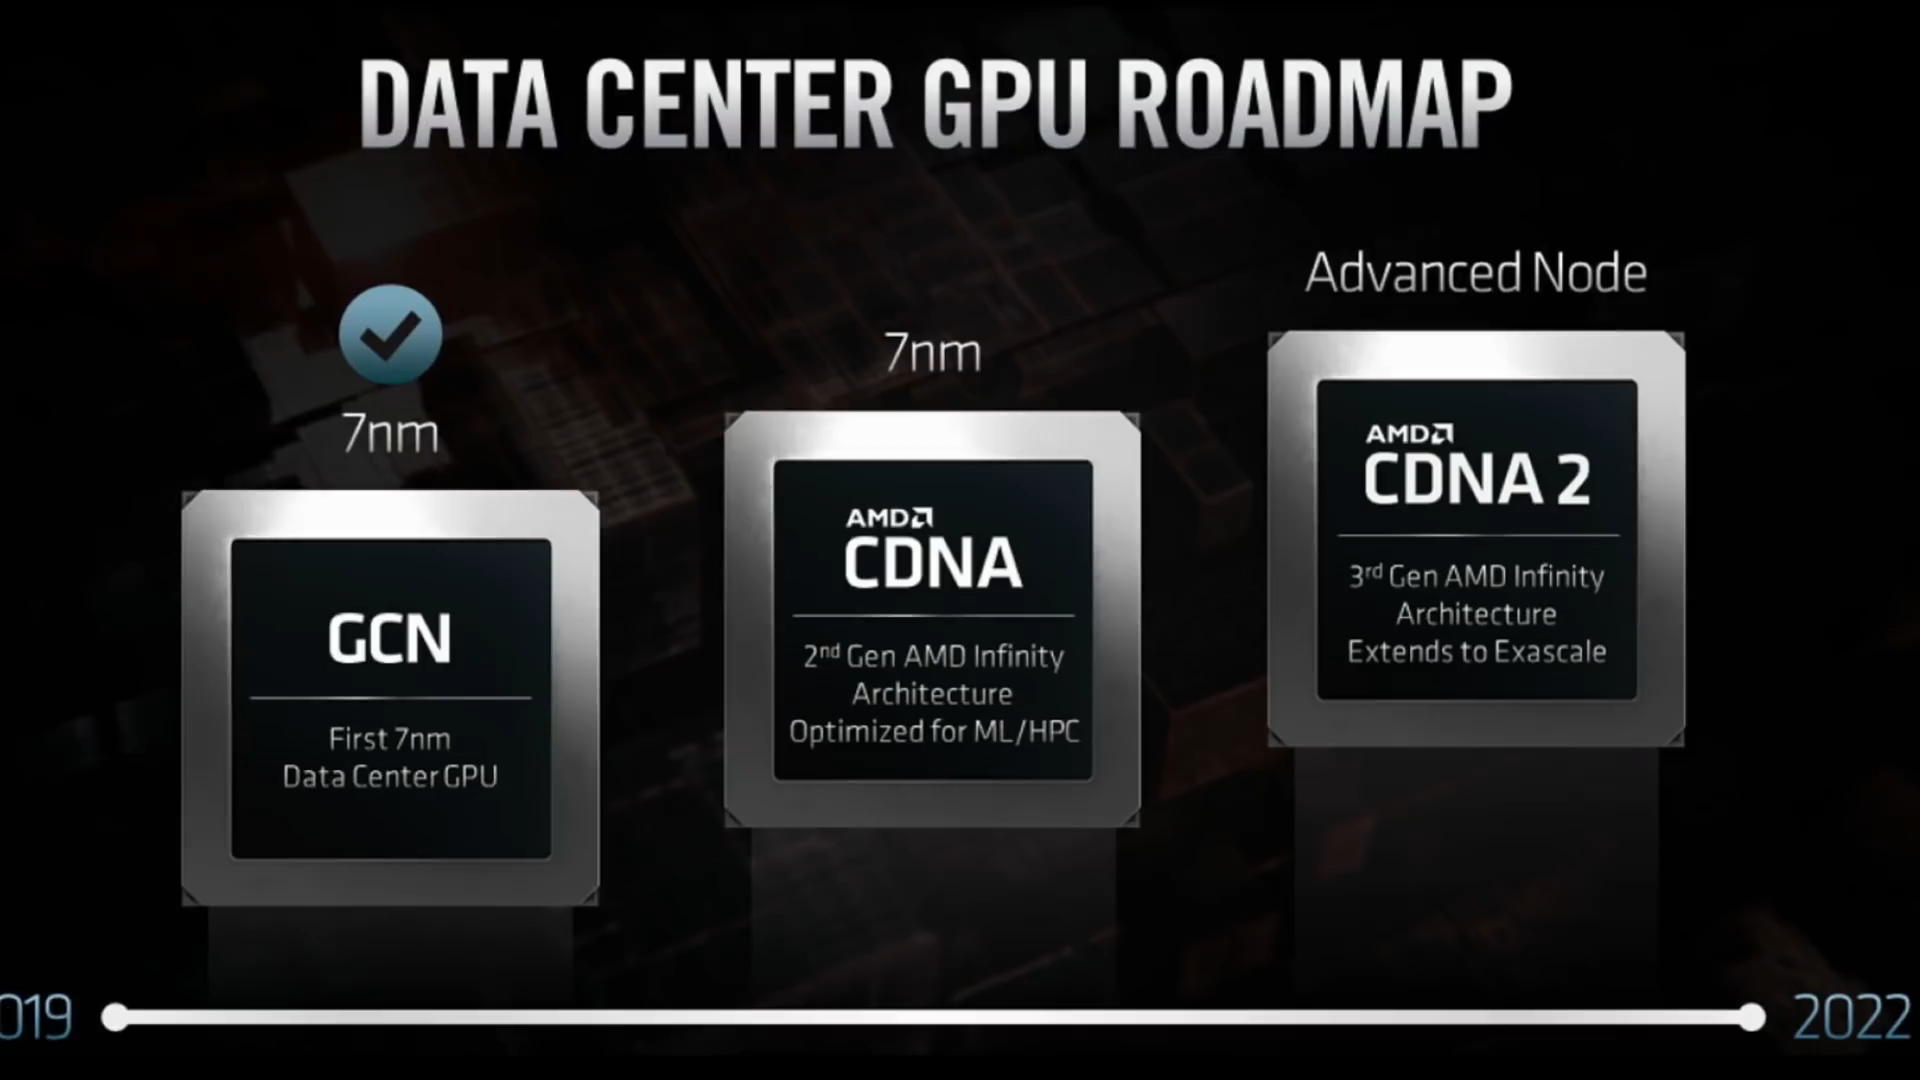 DATA CENTER GPU ROADMAP
Advanced Node
7nm
7nm
AMD
CDNA 2
3rd Gen AMD Infinity
Architecture
Extends to Exascale
AMD
CDNA
2nd Gen AMD Infinity
Architecture
Optimized for ML/HPC
GCN
First 7nm
Data Center GPU
019
2022